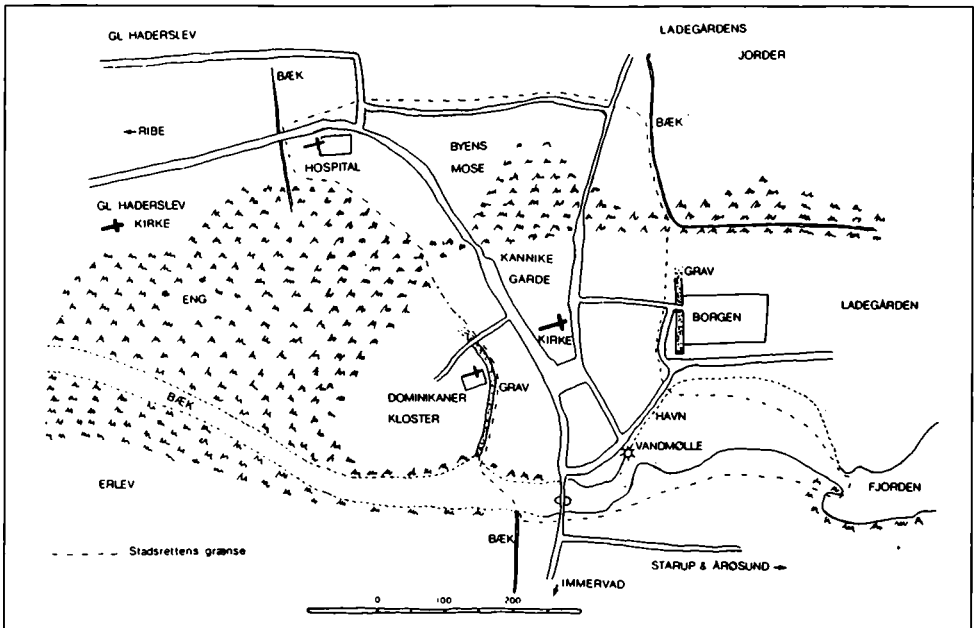 GL HADERSLEV
LADEGÅRDENS
JORDER
BÆK
BÆK
← RIBE
BYENS
MOSE
HOSPITAL
GL HADERSLEV
KIRKE
KANNIKE
GÅRDE
GRAV
ENG
BORGEN
LADEGÅRDEN
KIRKE
GRAV
DOMINIKANER
KLOSTER
BÆK
HAVN
VANDMØLLE
ERLEV
FJORDEN
BÆK
Stadsrettens grænse
STARUP & ÅRØSUND →
IMMERVAD
0 100 200